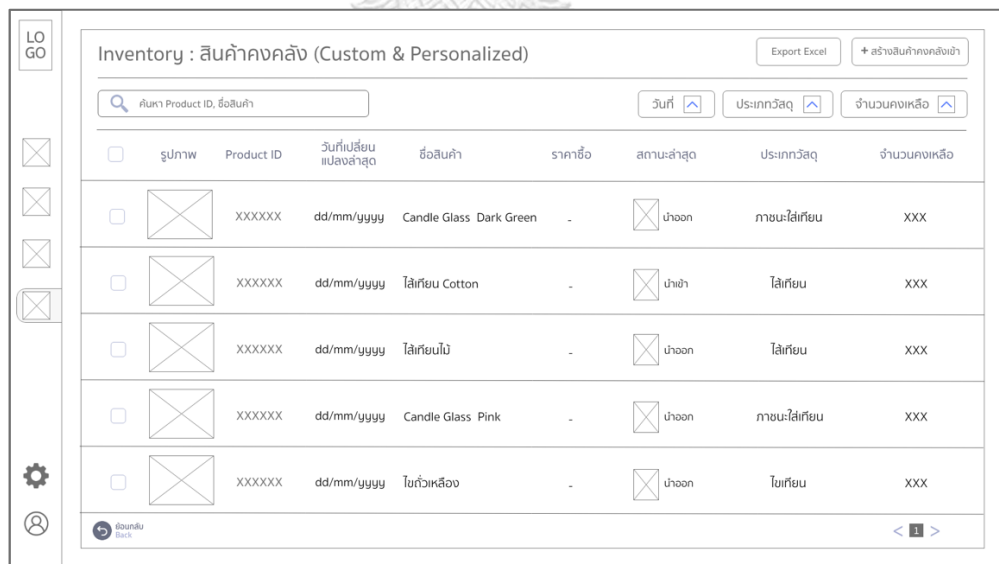 LO
GO
Inventory : สินค้าคงคลัง (Custom & Personalized)
Export Excel
+ สร้างสินค้าคงคลังเข้า
ค้นหา Product ID, ชื่อสินค้า
วันที่
ประเภทวัสดุ
จำนวนคงเหลือ
รูปภาพ Product ID วันที่เปลี่ยน ชื่อสินค้า ราคาซื้อ สถานะล่าสุด ประเภทวัสดุ จำนวนคงเหลือ
แปลงล่าสุด
XXXXXX dd/mm/yyyy Candle Glass Dark Green - นำออก ภาชนะใส่เทียน XXX
XXXXXX dd/mm/yyyy ไส้เทียน Cotton - นำเข้า ไส้เทียน XXX
XXXXXX dd/mm/yyyy ไส้เทียนไม้ - นำออก ไส้เทียน XXX
XXXXXX dd/mm/yyyy Candle Glass Pink - นำออก ภาชนะใส่เทียน XXX
XXXXXX dd/mm/yyyy ไขถั่วเหลือง - นำออก ไขเทียน XXX
ย้อนกลับ
Back
< 1 >